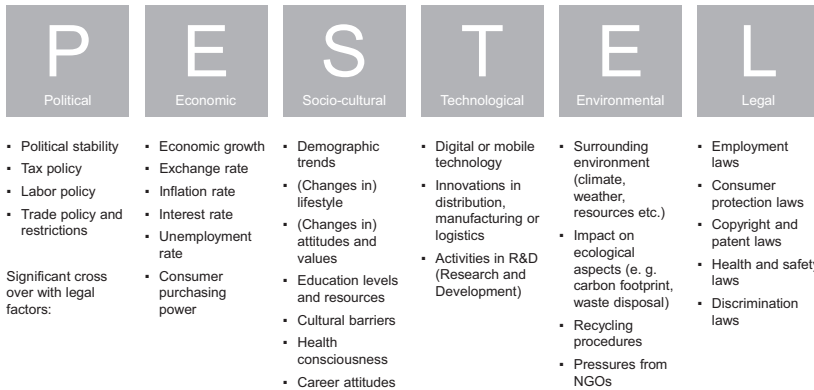 P
Political
▪ Political stability
▪ Tax policy
▪ Labor policy
▪ Trade policy and
restrictions
Significant cross
over with legal
factors:
E
Economic
▪ Economic growth
▪ Exchange rate
▪ Inflation rate
▪ Interest rate
▪ Unemployment
rate
▪ Consumer
purchasing
power
S
Socio-cultural
▪ Demographic
trends
▪ (Changes in)
lifestyle
▪ (Changes in)
attitudes and
values
▪ Education levels
and resources
▪ Cultural barriers
▪ Health
consciousness
▪ Career attitudes
T
Technological
▪ Digital or mobile
technology
▪ Innovations in
distribution,
manufacturing or
logistics
▪ Activities in R&D
(Research and
Development)
E
Environmental
▪ Surrounding
environment
(climate,
weather,
resources etc.)
▪ Impact on
ecological
aspects (e. g.
carbon footprint,
waste disposal)
▪ Recycling
procedures
▪ Pressures from
NGOs
L
Legal
▪ Employment
laws
▪ Consumer
protection laws
▪ Copyright and
patent laws
▪ Health and safety
laws
▪ Discrimination
laws